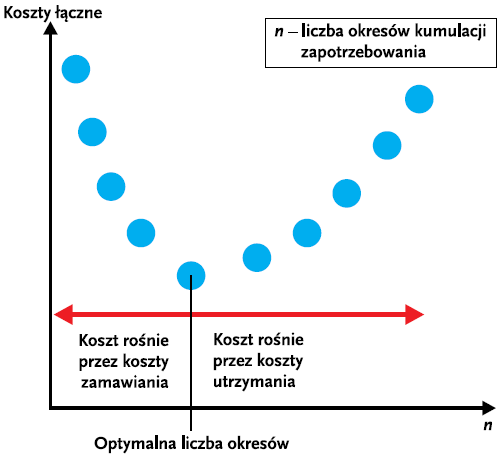 Koszty łączne
n – liczba okresów kumulacji
zapotrzebowania
Koszt rośnie
przez koszty
zamawiania
Koszt rośnie
przez koszty
utrzymania
n
Optymalna liczba okresów